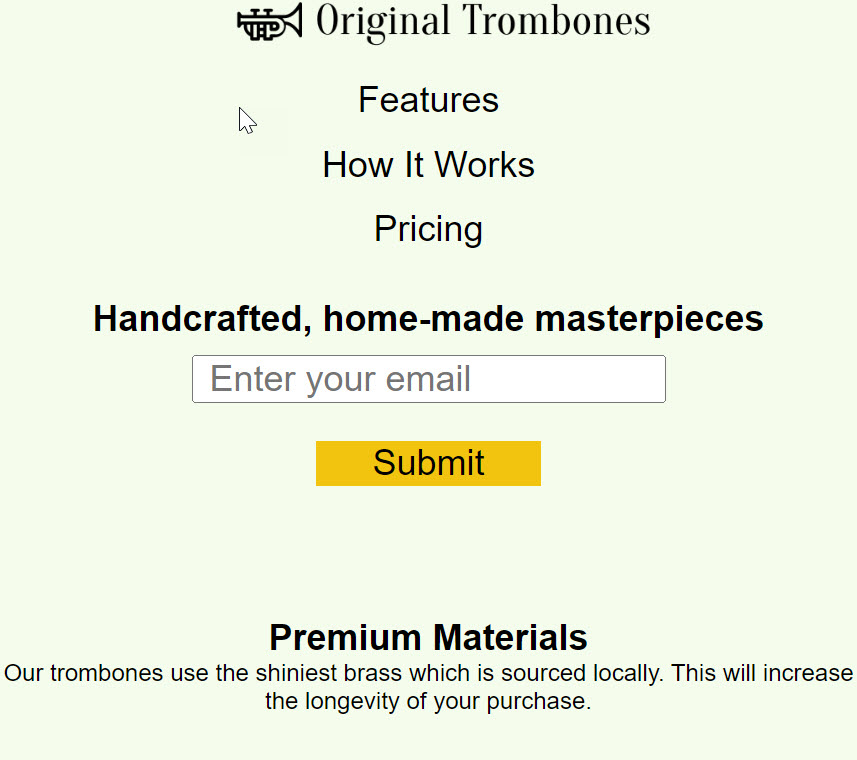 Original Trombones
Features
How It Works
Pricing
Handcrafted, home-made masterpieces
Enter your email
Submit
Premium Materials
Our trombones use the shiniest brass which is sourced locally. This will increase
the longevity of your purchase.